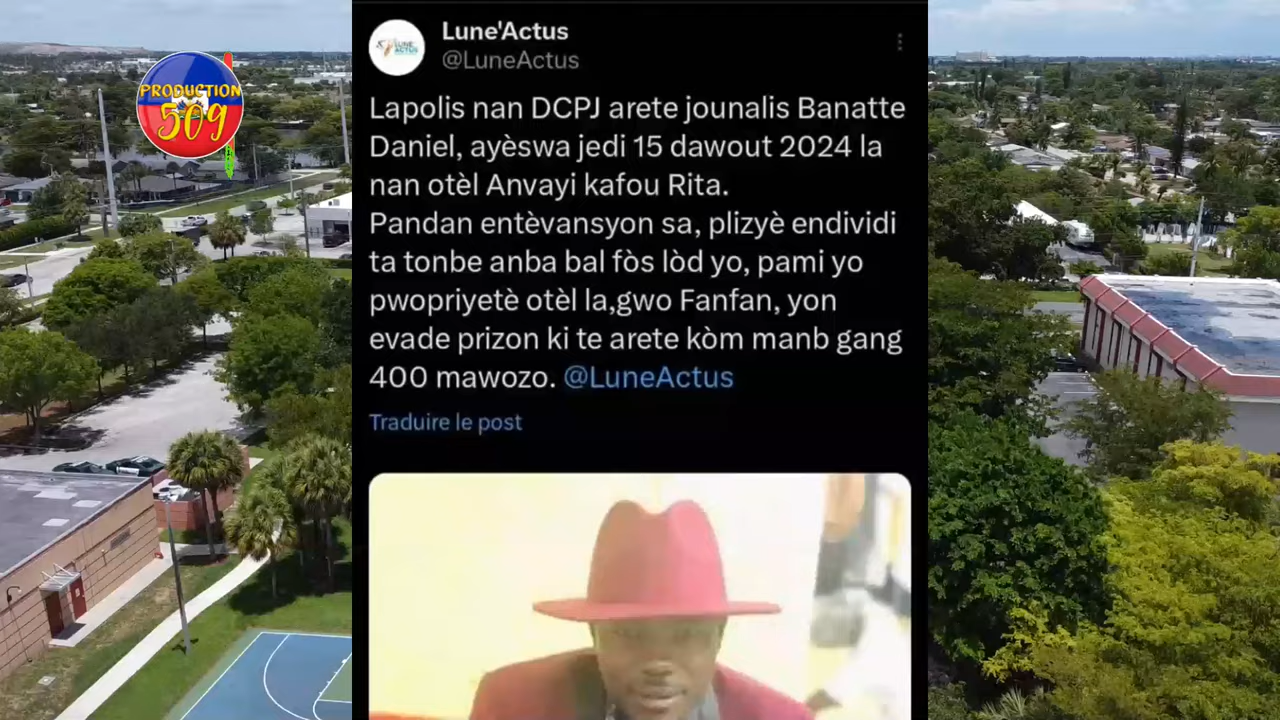 PRODUCTION
509
Lune'Actus
@LuneActus
Lapolis nan DCPJ arete jounalis Banatte
Daniel, ayèswa jedi 15 dawout 2024 la
nan otèl Anvayi kafou Rita.
Pandan entèvansyon sa, plizyè endividi
ta tonbe anba bal fòs lòd yo, pami yo
pwopriyetè otèl la,gwo Fanfan, yon
evade prizon ki te arete kòm manb gang
400 mawozo. @LuneActus
Traduire le post